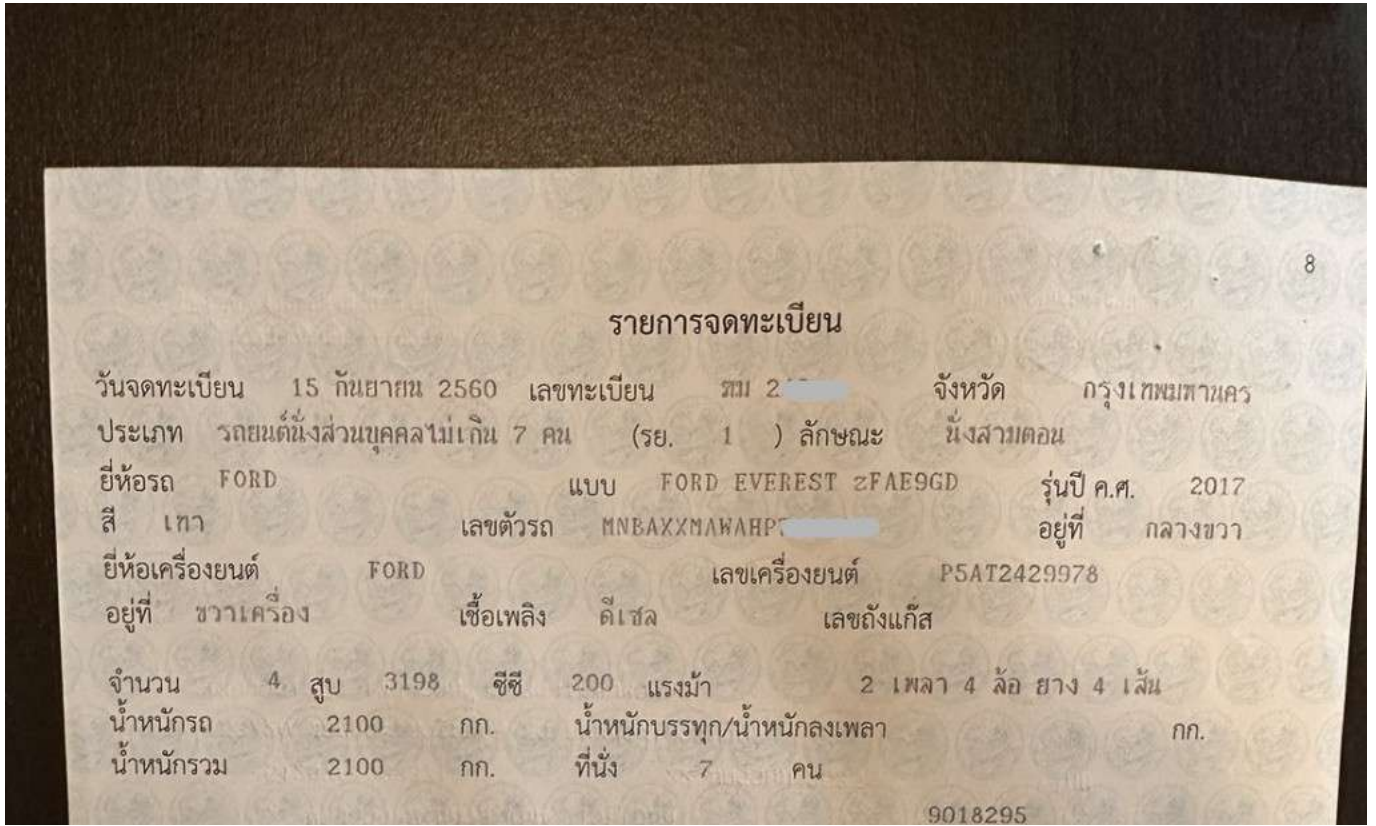 8
รายการจดทะเบียน
วันจดทะเบียน 15 กันยายน 2560 เลขทะเบียน 2 จังหวัด กรุงเทพมหานคร
ประเภท รถยนต์นั่งส่วนบุคคลไม่เกิน 7 คน (รย. 1 ) ลักษณะ นั่งสามตอน
ยี่ห้อรถ FORD แบบ FORD EVEREST zFAE9GD รุ่นปี ค.ศ. 2017
สี เทา เลขตัวรถ MNBAXXMAWAHP อยู่ที่ กลางขวา
ยี่ห้อเครื่องยนต์ FORD เลขเครื่องยนต์ P5AT2429978
อยู่ที่ ขวาเครื่อง เชื้อเพลิง ดีเซล เลขถังแก๊ส
จำนวน 4 สูบ 3198 ซีซี 200 แรงม้า 2 เพลา 4 ล้อ ยาง 4 เส้น
น้ำหนักรถ 2100 กก. น้ำหนักบรรทุก/น้ำหนักลงเพลา กก.
น้ำหนักรวม 2100 กก. ที่นั่ง 7 คน
9018295